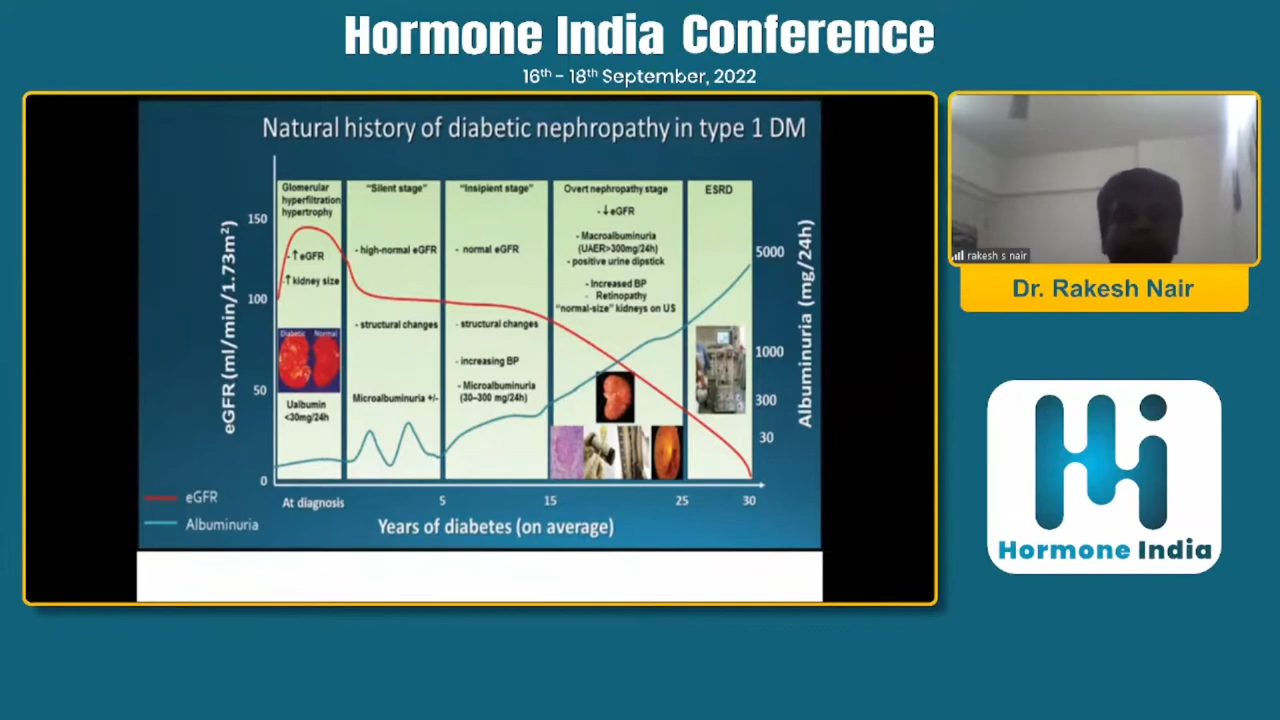 Hormone India Conference
16th - 18th September, 2022
Natural history of diabetic nephropathy in type 1 DM
eGFR (ml/min/1.73m²)
150
100
50
0
Glomerular
hyperfiltration
hypertrophy
-↑ eGFR
-↑ kidney size
Diabetic Normal
Ualbumin
<30mg/24h
"Silent stage"
- high-normal eGFR
- structural changes
Microalbuminuria +/-
"Insipient stage"
- normal eGFR
- structural changes
- increasing BP
- Microalbuminuria
(30–300 mg/24h)
Overt nephropathy stage
- ↓eGFR
- Macroalbuminuria
(UAER>300mg/24h)
- positive urine dipstick
- Increased BP
- Retinopathy
"normal-size" kidneys on US
ESRD
5000
1000
300
30
Albuminuria (mg/24h)
At diagnosis
5
15
25
30
Years of diabetes (on average)
eGFR
Albuminuria
rakesh s nair
Dr. Rakesh Nair
Hormone India